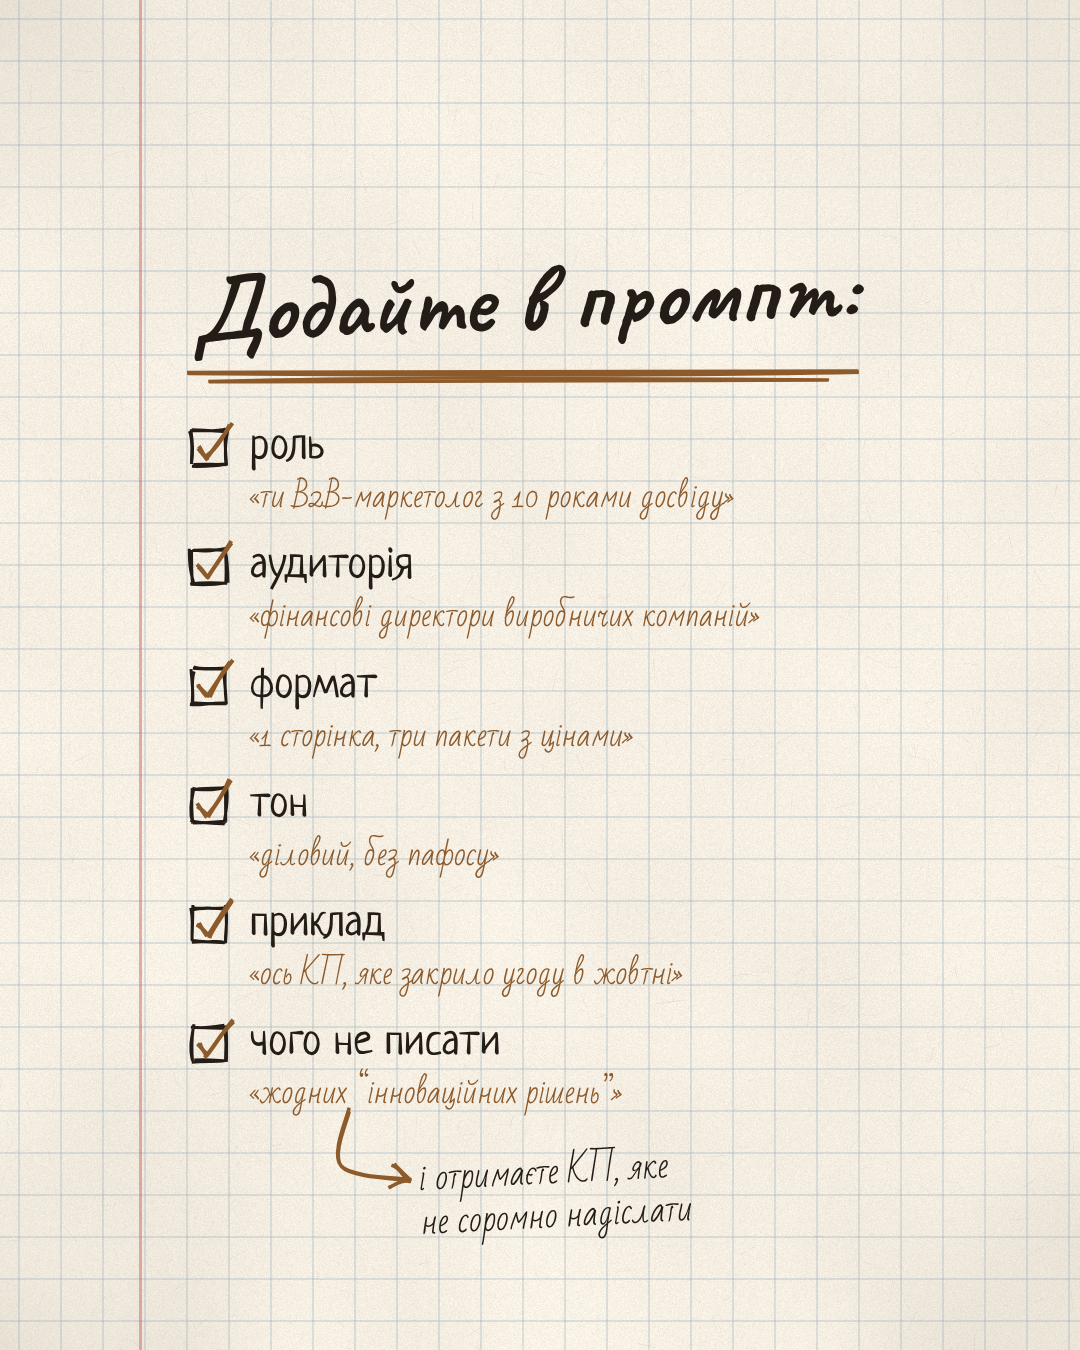 Додайте в промпт:
роль
«ти B2B-маркетолог з 10 роками досвіду»
аудиторія
«фінансові директори виробничих компаній»
формат
«1 сторінка, три пакети з цінами»
тон
«діловий, без пафосу»
приклад
«ось КП, яке закрило угоду в жовтні»
чого не писати
«жодних “інноваційних рішень”»
і отримаєте КП, яке
не соромно надіслати